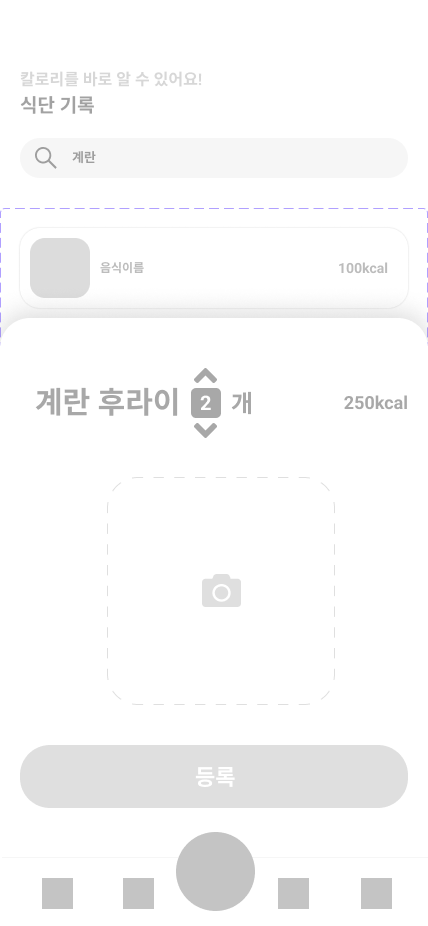 칼로리를 바로 알 수 있어요!
식단 기록
계란
음식이름 100kcal
계란 후라이 2 개 250kcal
등록